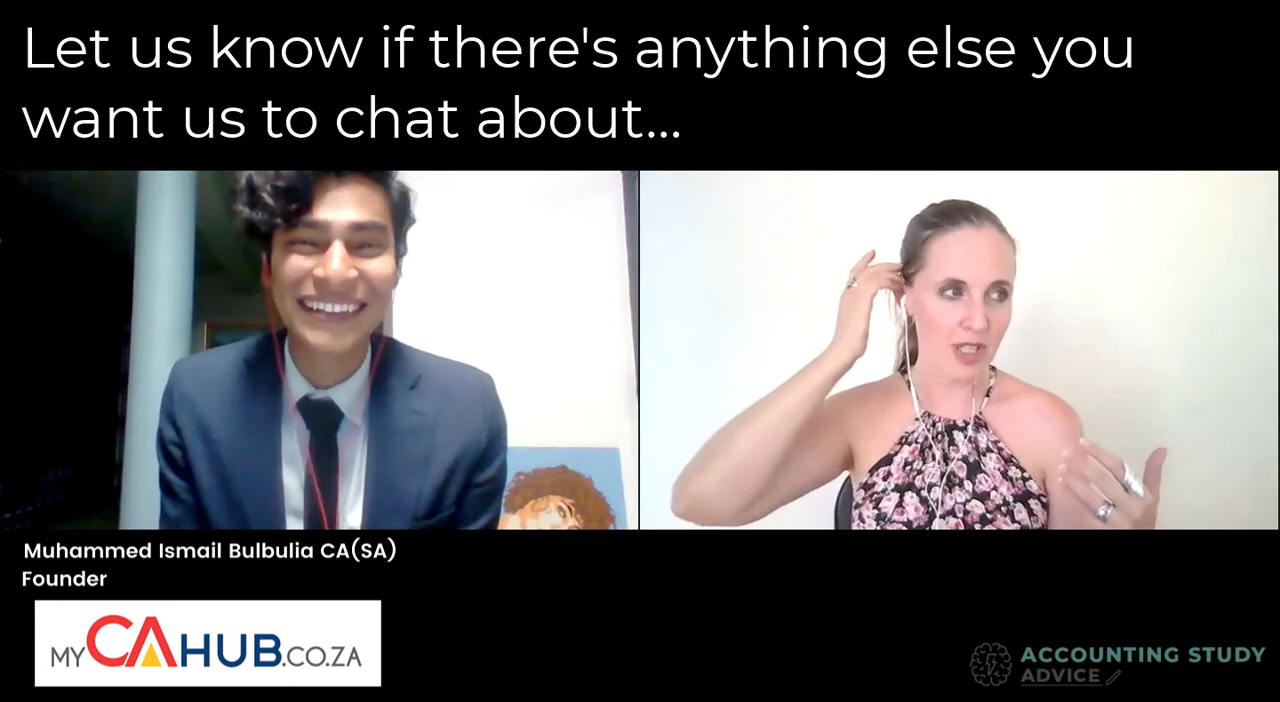 Let us know if there's anything else you
want us to chat about...
Muhammed Ismail Bulbulia CA(SA)
Founder
MYCAHUB.CO.ZA
ACCOUNTING STUDY
ADVICE